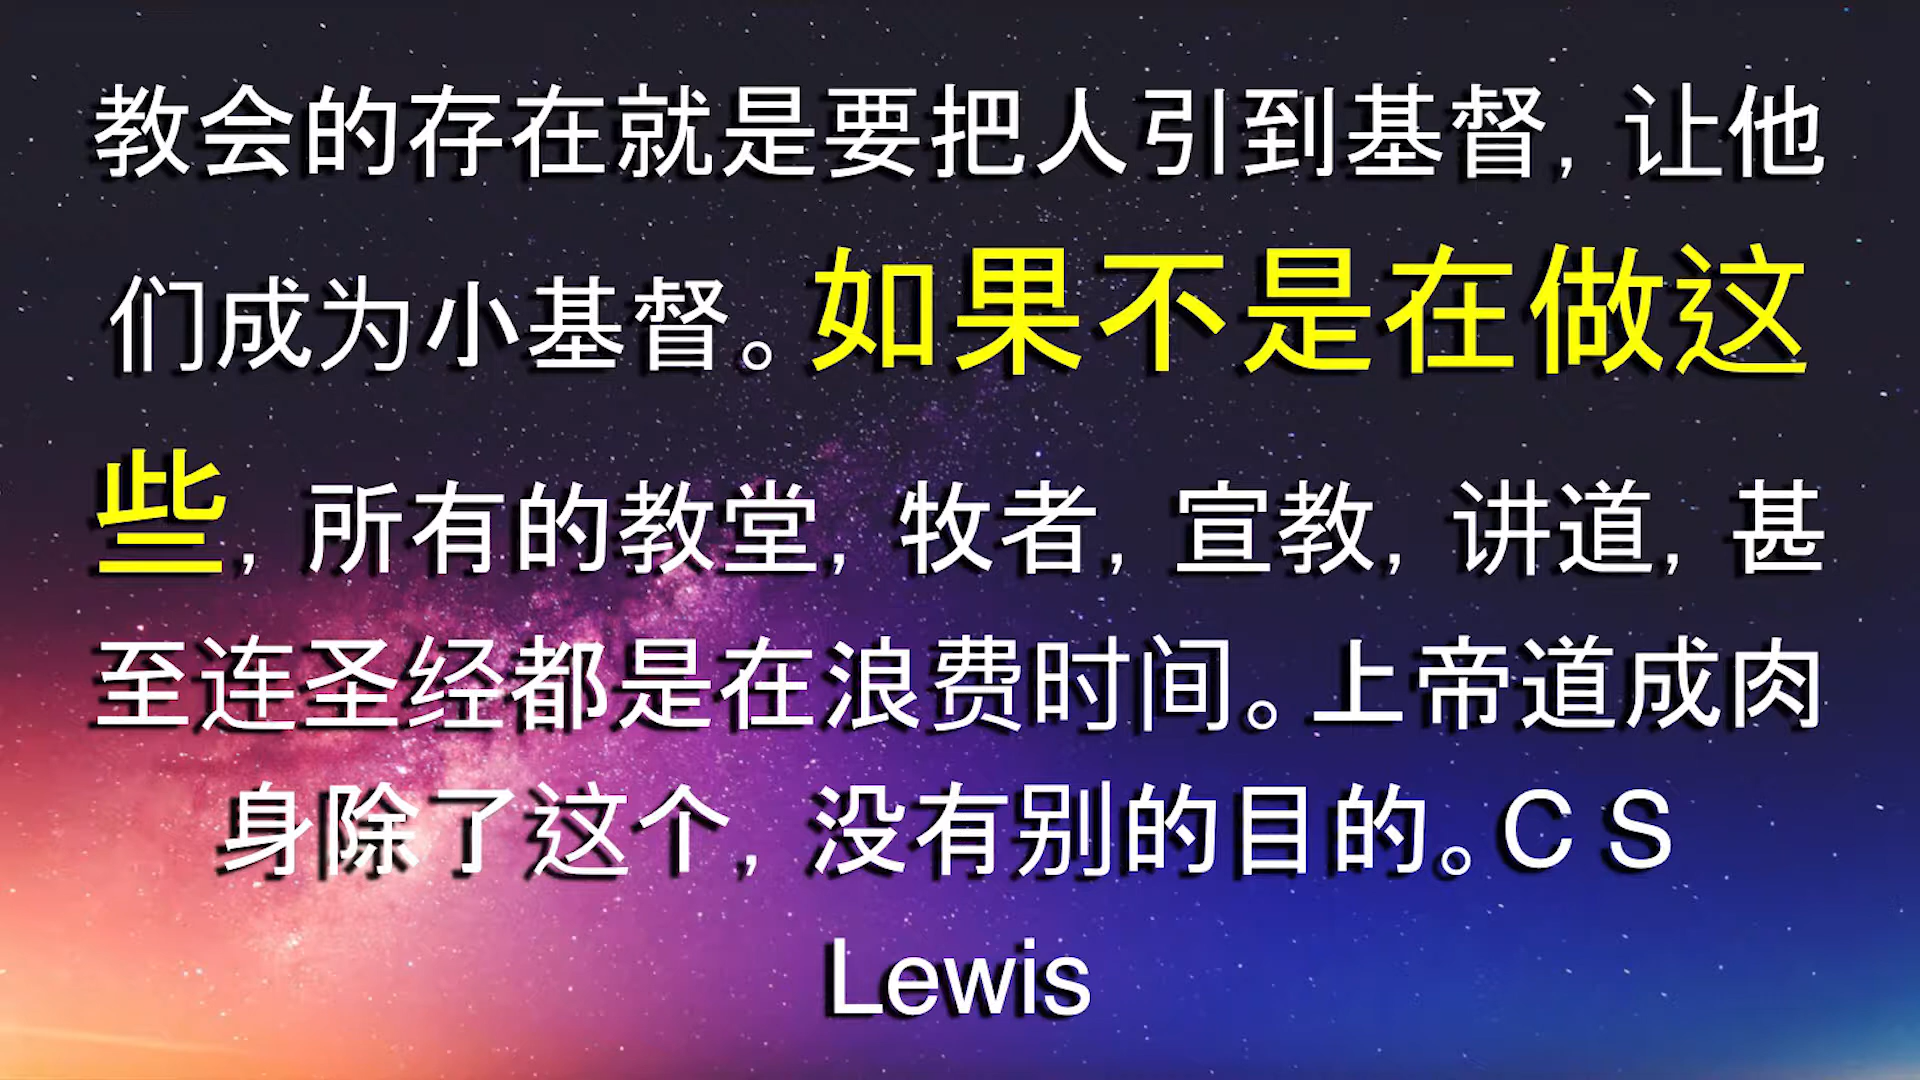 教会的存在就是要把人引到基督，让他
们成为小基督。如果不是在做这
些，所有的教堂，牧者，宣教，讲道，甚
至连圣经都是在浪费时间。上帝道成肉
身除了这个，没有别的目的。C S
Lewis